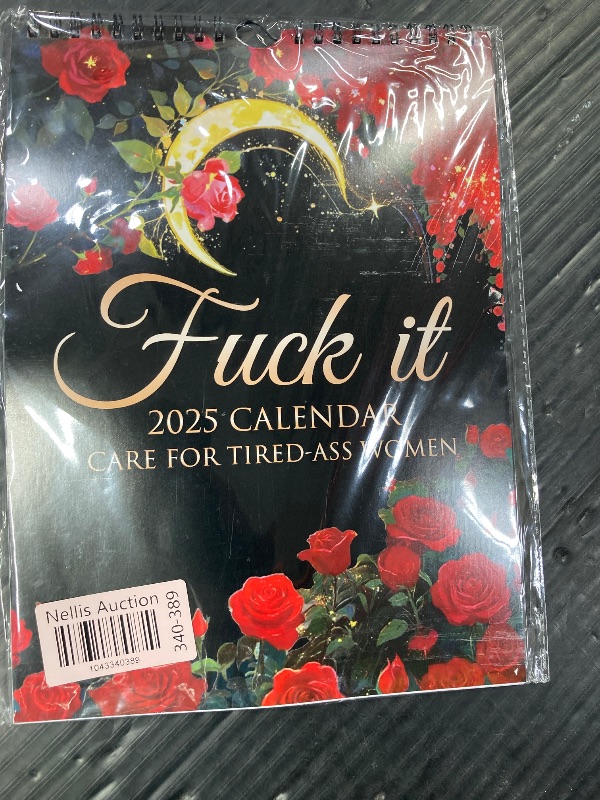 Fuck it
2025 CALENDAR
CARE FOR TIRED-ASS WOMEN
Nellis Auction
340-389
1043340389